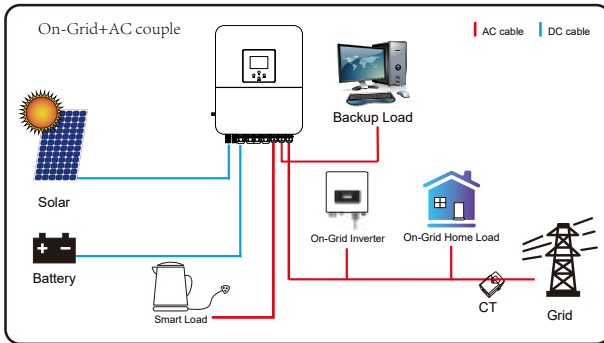 On-Grid+AC couple
AC cable
DC cable
Backup Load
Solar
On-Grid Inverter
On-Grid Home Load
Battery
Smart Load
CT
Grid